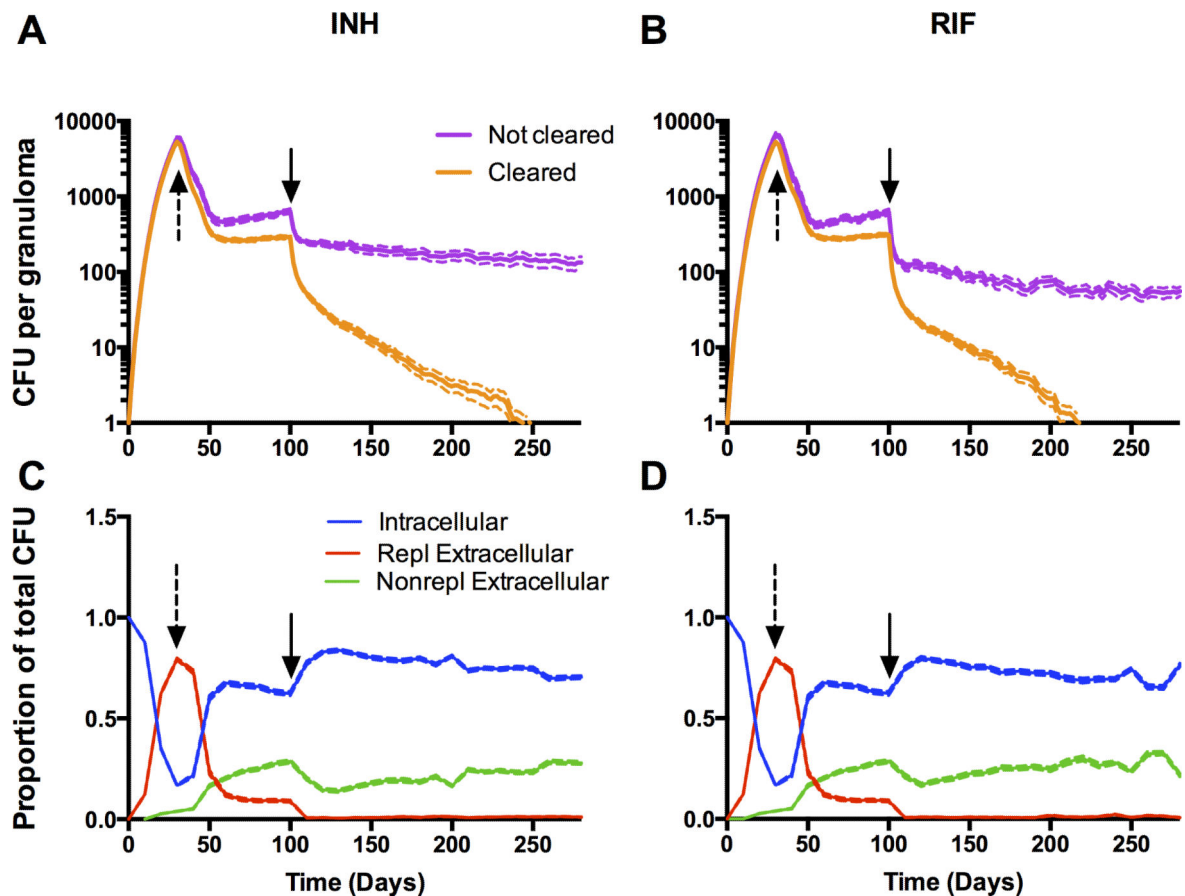 A
INH
B
RIF
CFU per granuloma
10000
1000
100
10
1
Not cleared
Cleared
0
50
100
150
200
250
10000
1000
100
10
1
0
50
100
150
200
250
C
D
Proportion of total CFU
1.5
1.0
0.5
0.0
Intracellular
Repl Extracellular
Nonrepl Extracellular
0
50
100
150
200
250
Time (Days)
1.5
1.0
0.5
0.0
0
50
100
150
200
250
Time (Days)